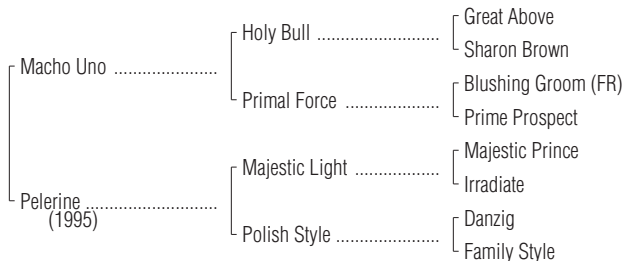 Great Above
Holy Bull ........................
Sharon Brown
Macho Uno ....................
Blushing Groom (FR)
Primal Force ..................
Prime Prospect
Majestic Prince
Majestic Light ................
Irradiate
Pelerine .........................
(1995)
Danzig
Polish Style ....................
Family Style